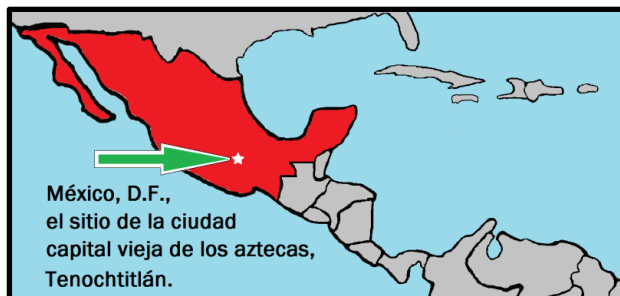 México, D.F.,
el sitio de la ciudad
capital vieja de los aztecas,
Tenochtitlán.